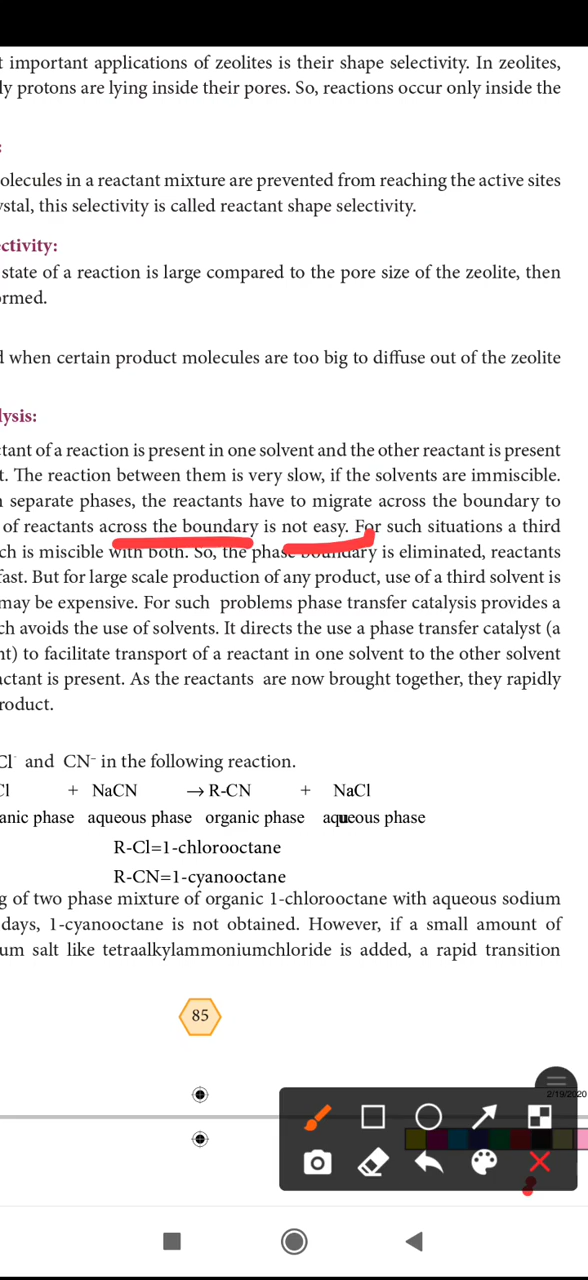 t important applications of zeolites is their shape selectivity. In zeolites,
ly protons are lying inside their pores. So, reactions occur only inside the
:
olecules in a reactant mixture are prevented from reaching the active sites
ystal, this selectivity is called reactant shape selectivity.
ectivity:
state of a reaction is large compared to the pore size of the zeolite, then
ormed.
d when certain product molecules are too big to diffuse out of the zeolite
lysis:
ctant of a reaction is present in one solvent and the other reactant is present
t. The reaction between them is very slow, if the solvents are immiscible.
n separate phases, the reactants have to migrate across the boundary to
of reactants across the boundary is not easy. For such situations a third
ch is miscible with both. So, the phase boundary is eliminated, reactants
fast. But for large scale production of any product, use of a third solvent is
may be expensive. For such problems phase transfer catalysis provides a
ch avoids the use of solvents. It directs the use a phase transfer catalyst (a
nt) to facilitate transport of a reactant in one solvent to the other solvent
actant is present. As the reactants are now brought together, they rapidly
roduct.
Cl⁻ and CN⁻ in the following reaction.
Cl + NaCN → R-CN + NaCl
anic phase aqueous phase organic phase aqueous phase
R-Cl=1-chlorooctane
R-CN=1-cyanooctane
g of two phase mixture of organic 1-chlorooctane with aqueous sodium
days, 1-cyanooctane is not obtained. However, if a small amount of
um salt like tetraalkylammoniumchloride is added, a rapid transition
85
2/19/2020